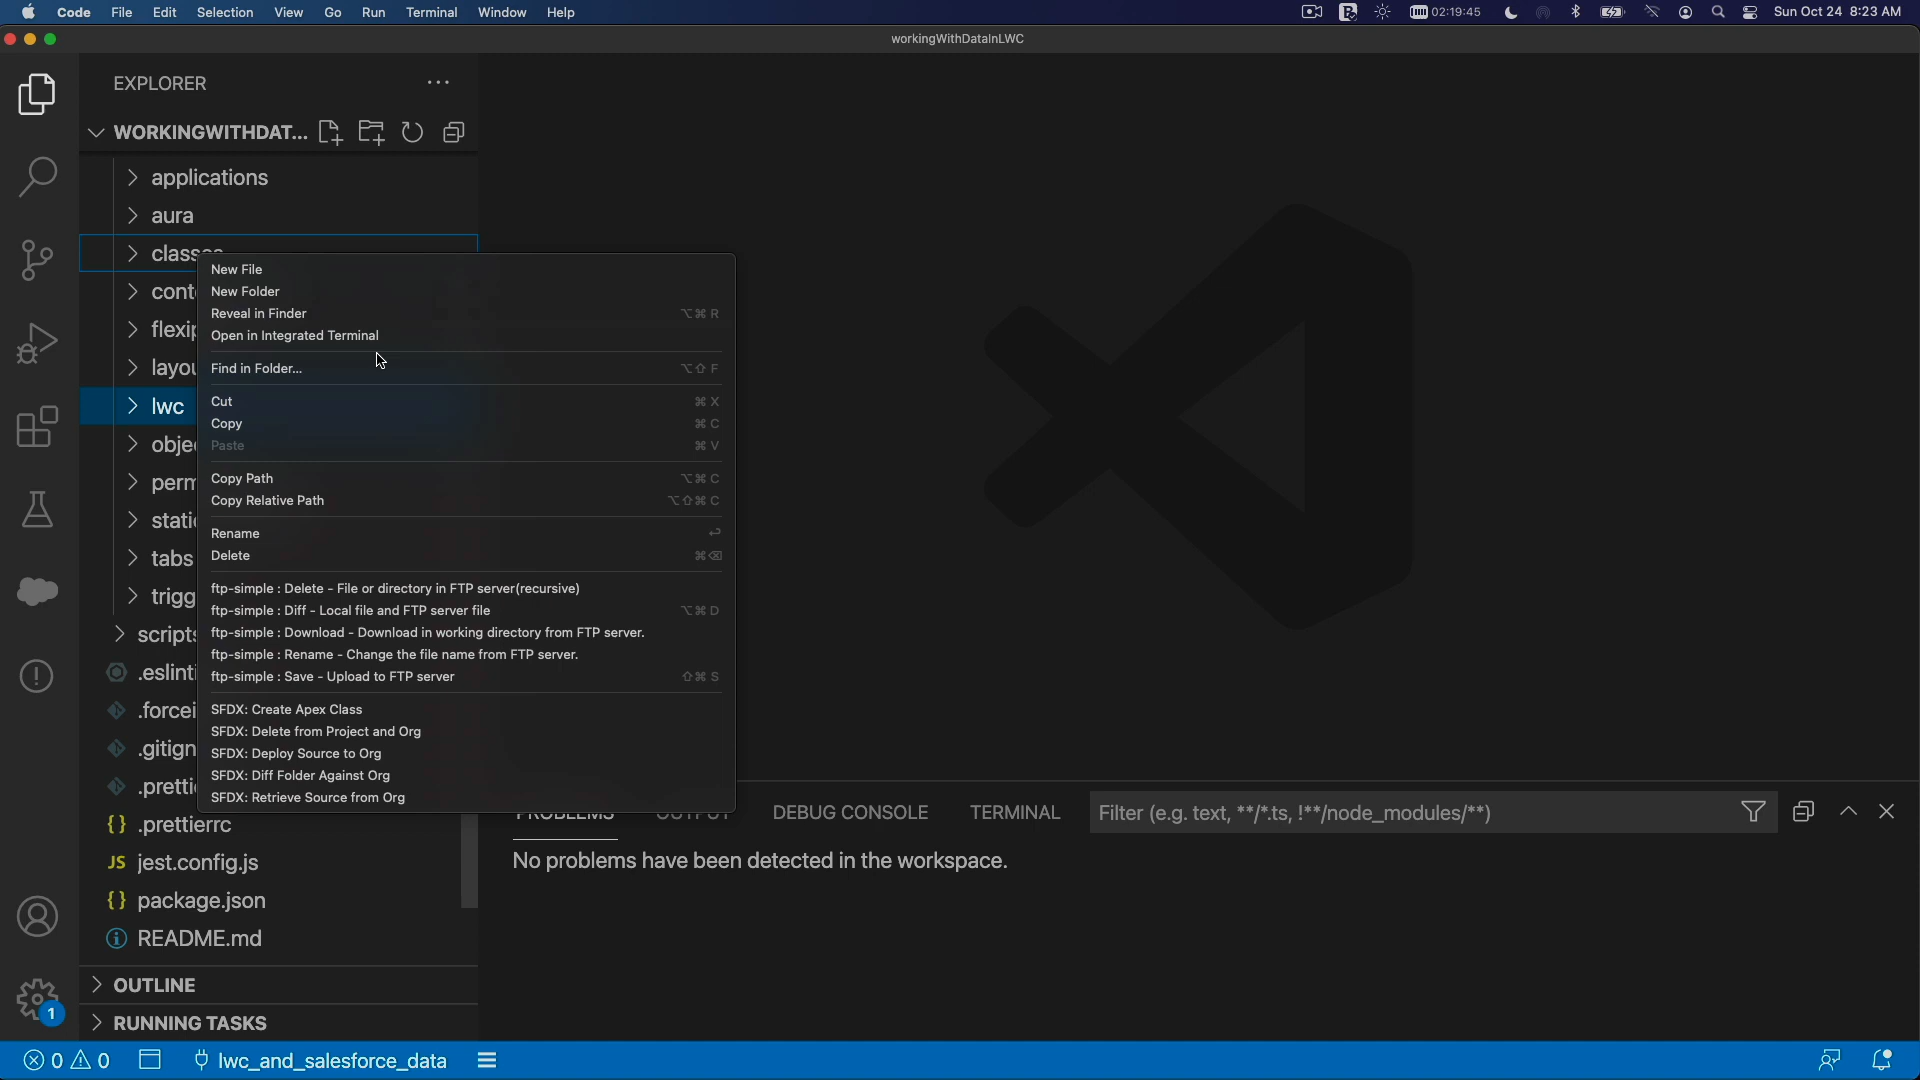 Code File Edit Selection View Go Run Terminal Window Help
02:19:45 Sun Oct 24 8:23 AM
workingWithDataInLWC
EXPLORER
WORKINGWITHDAT...
applications
aura
classes
New File
New Folder
Reveal in Finder ⌥⌘R
Open in Integrated Terminal
Find in Folder... ⌥⇧F
Cut ⌘X
Copy ⌘C
Paste ⌘V
Copy Path ⌥⌘C
Copy Relative Path ⌥⇧⌘C
Rename ↩
Delete ⌘⌫
ftp-simple : Delete - File or directory in FTP server(recursive)
ftp-simple : Diff - Local file and FTP server file ⌥⌘D
ftp-simple : Download - Download in working directory from FTP server.
ftp-simple : Rename - Change the file name from FTP server.
ftp-simple : Save - Upload to FTP server ⇧⌘S
SFDX: Create Apex Class
SFDX: Delete from Project and Org
SFDX: Deploy Source to Org
SFDX: Diff Folder Against Org
SFDX: Retrieve Source from Org
lwc
tabs
.prettierrc
JS jest.config.js
package.json
README.md
OUTLINE
RUNNING TASKS
1
PROBLEMS OUTPUT DEBUG CONSOLE TERMINAL Filter (e.g. text, **/*.ts, !**/node_modules/**)
No problems have been detected in the workspace.
0 0 lwc_and_salesforce_data